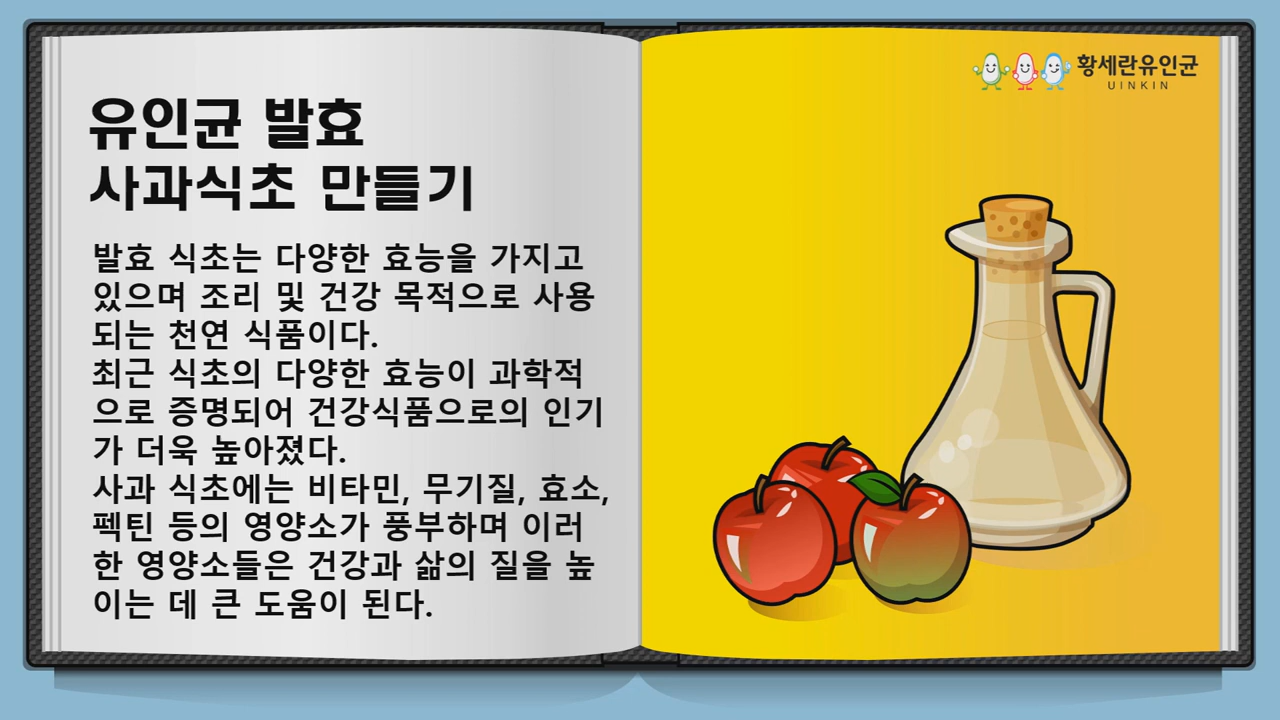 유인균 발효
사과식초 만들기
발효 식초는 다양한 효능을 가지고
있으며 조리 및 건강 목적으로 사용
되는 천연 식품이다.
최근 식초의 다양한 효능이 과학적
으로 증명되어 건강식품으로의 인기
가 더욱 높아졌다.
사과 식초에는 비타민, 무기질, 효소,
펙틴 등의 영양소가 풍부하며 이러
한 영양소들은 건강과 삶의 질을 높
이는 데 큰 도움이 된다.
황세란유인균
UINKIN